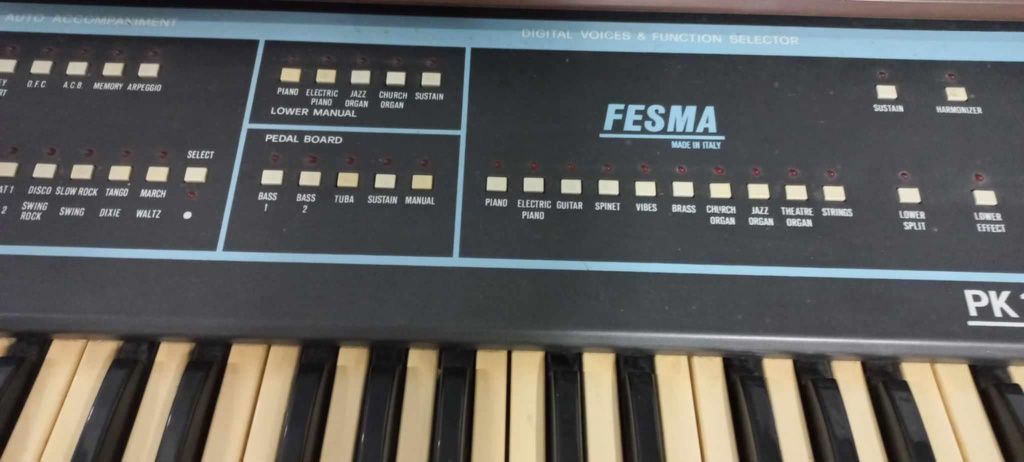 AUTO ACCOMPANIMENT
D.F.C A.C.B. MEMORY ARPEGGIO
SELECT
DISCO SLOW ROCK TANGO MARCH
2 SWING ROCK SWING DIXIE WALTZ
PIANO ELECTRIC PIANO JAZZ ORGAN CHURCH ORGAN SUSTAIN
LOWER MANUAL
PEDAL BOARD
BASS 1 BASS 2 TUBA SUSTAIN MANUAL
DIGITAL VOICES & FUNCTION SELECTOR
SUSTAIN HARMONIZER
FESMA
MADE IN ITALY
PIANO ELECTRIC PIANO GUITAR SPINET VIBES BRASS CHURCH ORGAN JAZZ ORGAN THEATRE ORGAN STRINGS
LOWER SPLIT LOWER EFFECT
PK